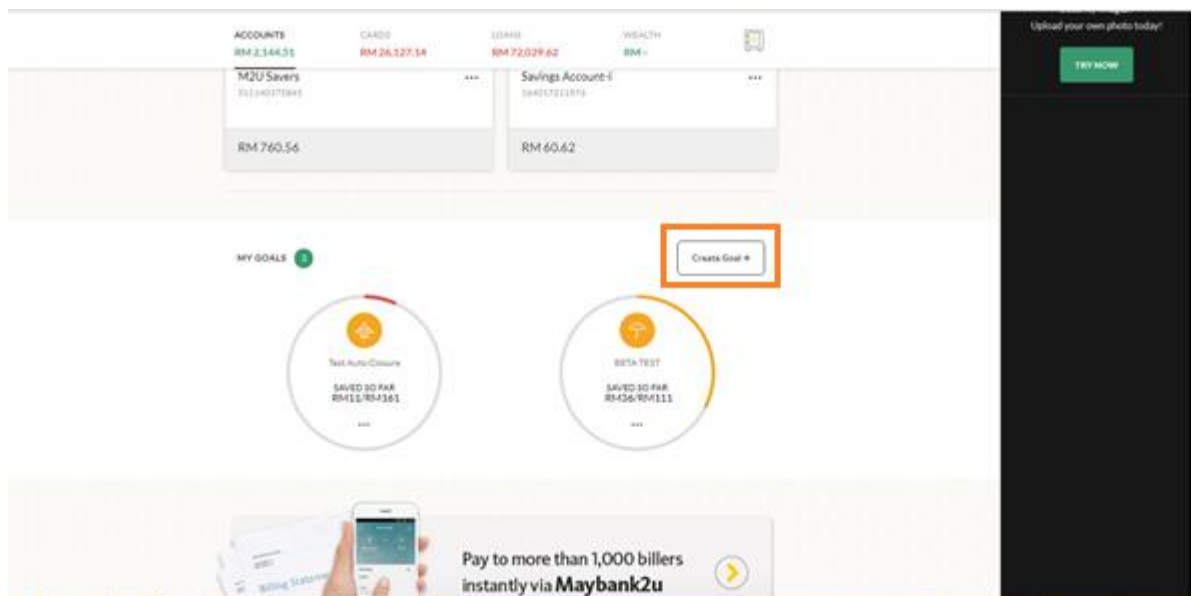 Upload your own photo today!
TRY NOW
ACCOUNTS CARDS LOANS WEALTH
RM 2,144.51 RM 26,127.14 RM 72,029.62 RM -
M2U Savers ... Savings Account-i ...
RM 760.56 RM 60.62
MY GOALS
Create Goal +
Test Auto Closure BETA TEST
SAVED SO FAR SAVED SO FAR
RM11/RM161 RM36/RM111
... ...
Pay to more than 1,000 billers
instantly via Maybank2u
Billing Statement